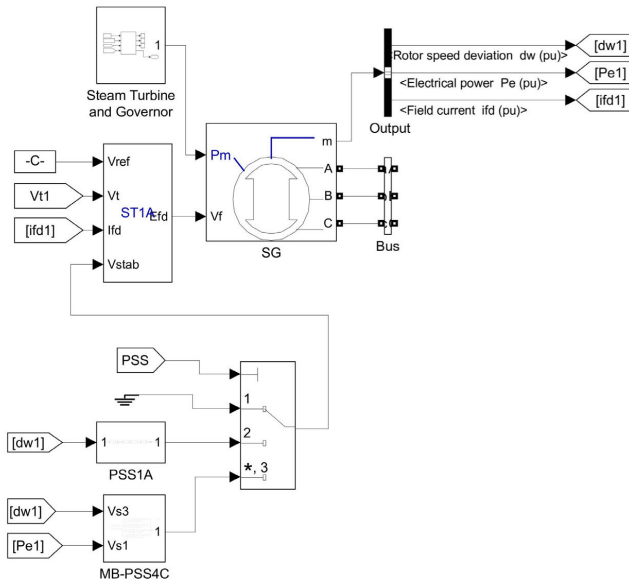 1
Steam Turbine
and Governor
<Rotor speed deviation dw (pu)>
[dw1]
<Electrical power Pe (pu)>
[Pe1]
<Field current ifd (pu)>
[ifd1]
Output
-C-
Vref
Vt1
Vt
[ifd1]
Ifd
Vstab
ST1A
Efd
Pm
Vf
m
A
B
C
SG
Bus
PSS
1
2
*, 3
[dw1]
1
1
PSS1A
[dw1]
Vs3
[Pe1]
Vs1
1
MB-PSS4C